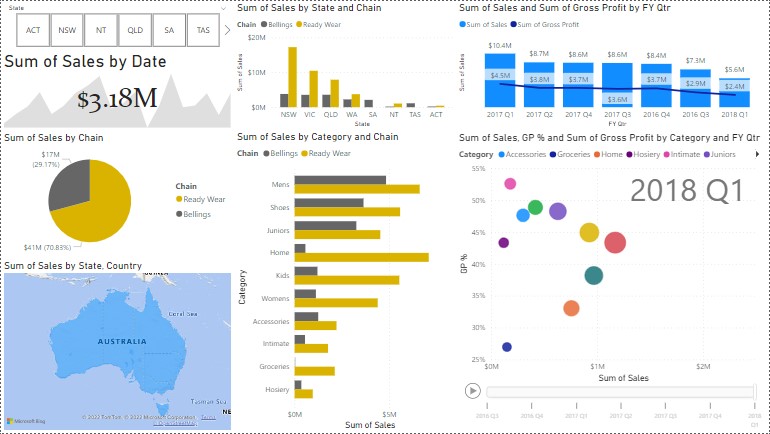 State
ACT NSW NT QLD SA TAS
Sum of Sales by Date
$3.18M
Sum of Sales by Chain
$17M
(29.17%)
$41M (70.83%)
Chain
Ready Wear
Bellings
Sum of Sales by State, Country
Coral Sea
AUSTRALIA
Tasman Sea
NE
Microsoft Bing
© 2022 TomTom, © 2022 Microsoft Corporation, Terms
© OpenStreetMap
Sum of Sales by State and Chain
Chain Bellings Ready Wear
Sum of Sales
$20M
$10M
$0M
NSW VIC QLD WA SA NT TAS ACT
State
Sum of Sales by Category and Chain
Chain Bellings Ready Wear
Category
Mens
Shoes
Juniors
Home
Kids
Womens
Accessories
Intimate
Groceries
Hosiery
$0M $5M
Sum of Sales
Sum of Sales and Sum of Gross Profit by FY Qtr
Sum of Sales Sum of Gross Profit
Sum of Sales
$10M
$5M
$0M
$10.4M $8.7M $8.6M $8.6M $8.4M $7.3M $5.6M
$4.5M $3.8M $3.7M $3.6M $3.7M $2.9M $2.4M
2017 Q1 2017 Q2 2016 Q4 2017 Q3 2017 Q4 2016 Q3 2018 Q1
FY Qtr
Sum of Sales, GP % and Sum of Gross Profit by Category and FY Qtr
Category Accessories Groceries Home Hosiery Intimate Juniors
2018 Q1
GP %
55%
50%
45%
40%
35%
30%
25%
$0M $1M $2M
Sum of Sales
2016 Q3 2016 Q4 2017 Q1 2017 Q2 2017 Q3 2017 Q4 2018
Q1